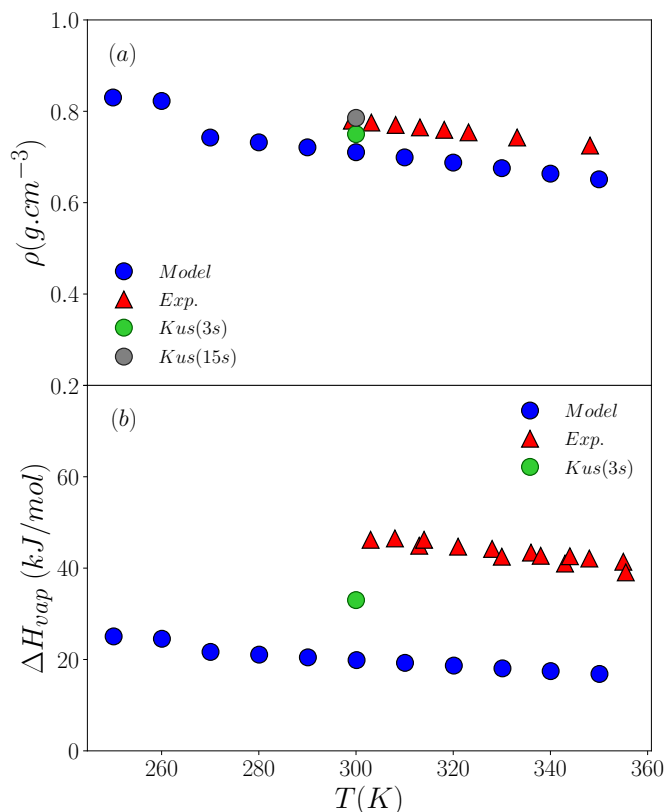 1.0
(a)
0.8
0.6
0.4
0.2
ρ(g.cm⁻³)
Model
Exp.
Kus(3s)
Kus(15s)
(b)
Model
Exp.
Kus(3s)
60
40
20
0
ΔH_vap (kJ/mol)
260 280 300 320 340 360
T(K)